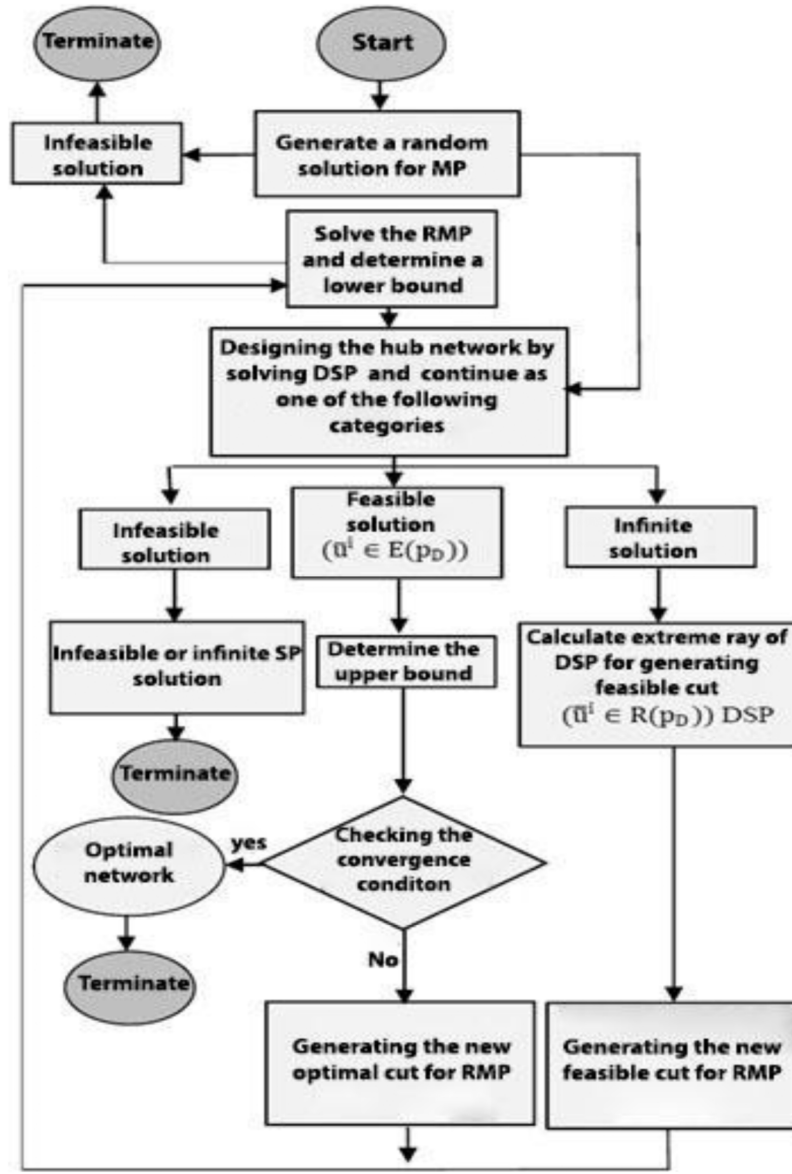 Terminate
Start
Infeasible
solution
Generate a random
solution for MP
Solve the RMP
and determine a
lower bound
Designing the hub network by
solving DSP and continue as
one of the following
categories
Infeasible
solution
Feasible
solution
(ū^i ∈ E(p_D))
Infinite
solution
Infeasible or infinite SP
solution
Determine the
upper bound
Calculate extreme ray of
DSP for generating
feasible cut
(ū^i ∈ R(p_D)) DSP
Terminate
Optimal
network
yes
Checking the
convergence
conditon
Terminate
No
Generating the new
optimal cut for RMP
Generating the new
feasible cut for RMP